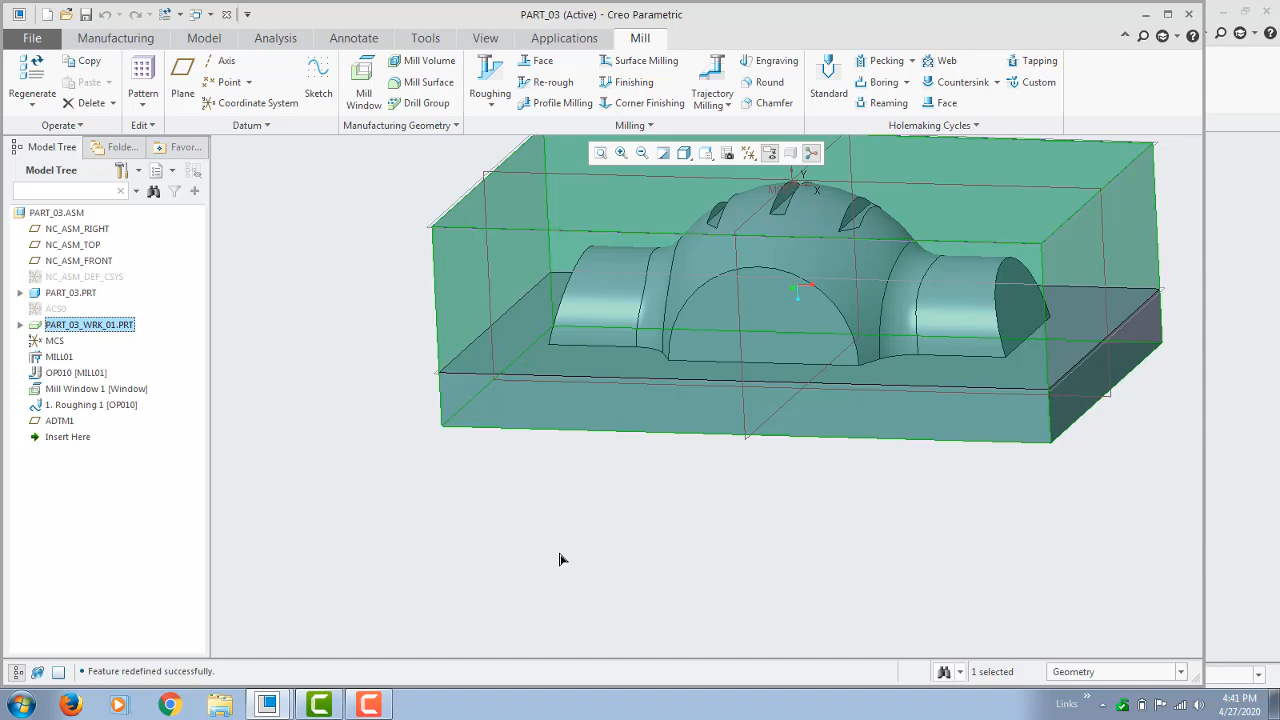 PART_03 (Active) - Creo Parametric
File Manufacturing Model Analysis Annotate Tools View Applications Mill
Regenerate
Copy
Paste
Delete
Operate
Pattern
Edit
Plane
Axis
Point
Coordinate System
Sketch
Datum
Mill
Window
Mill Volume
Mill Surface
Drill Group
Manufacturing Geometry
Roughing
Face
Re-rough
Profile Milling
Surface Milling
Finishing
Corner Finishing
Trajectory
Milling
Engraving
Round
Chamfer
Milling
Standard
Pecking
Boring
Reaming
Web
Countersink
Face
Tapping
Custom
Holemaking Cycles
Model Tree Folde... Favor...
Model Tree
PART_03.ASM
NC_ASM_RIGHT
NC_ASM_TOP
NC_ASM_FRONT
NC_ASM_DEF_CSYS
PART_03.PRT
ACS0
PART_03_WRK_01.PRT
MCS
MILL01
OP010 [MILL01]
Mill Window 1 [Window]
1. Roughing 1 [OP010]
ADTM1
Insert Here
Y
X
Feature redefined successfully.
1 selected
Geometry
Links
4:41 PM
4/27/2020